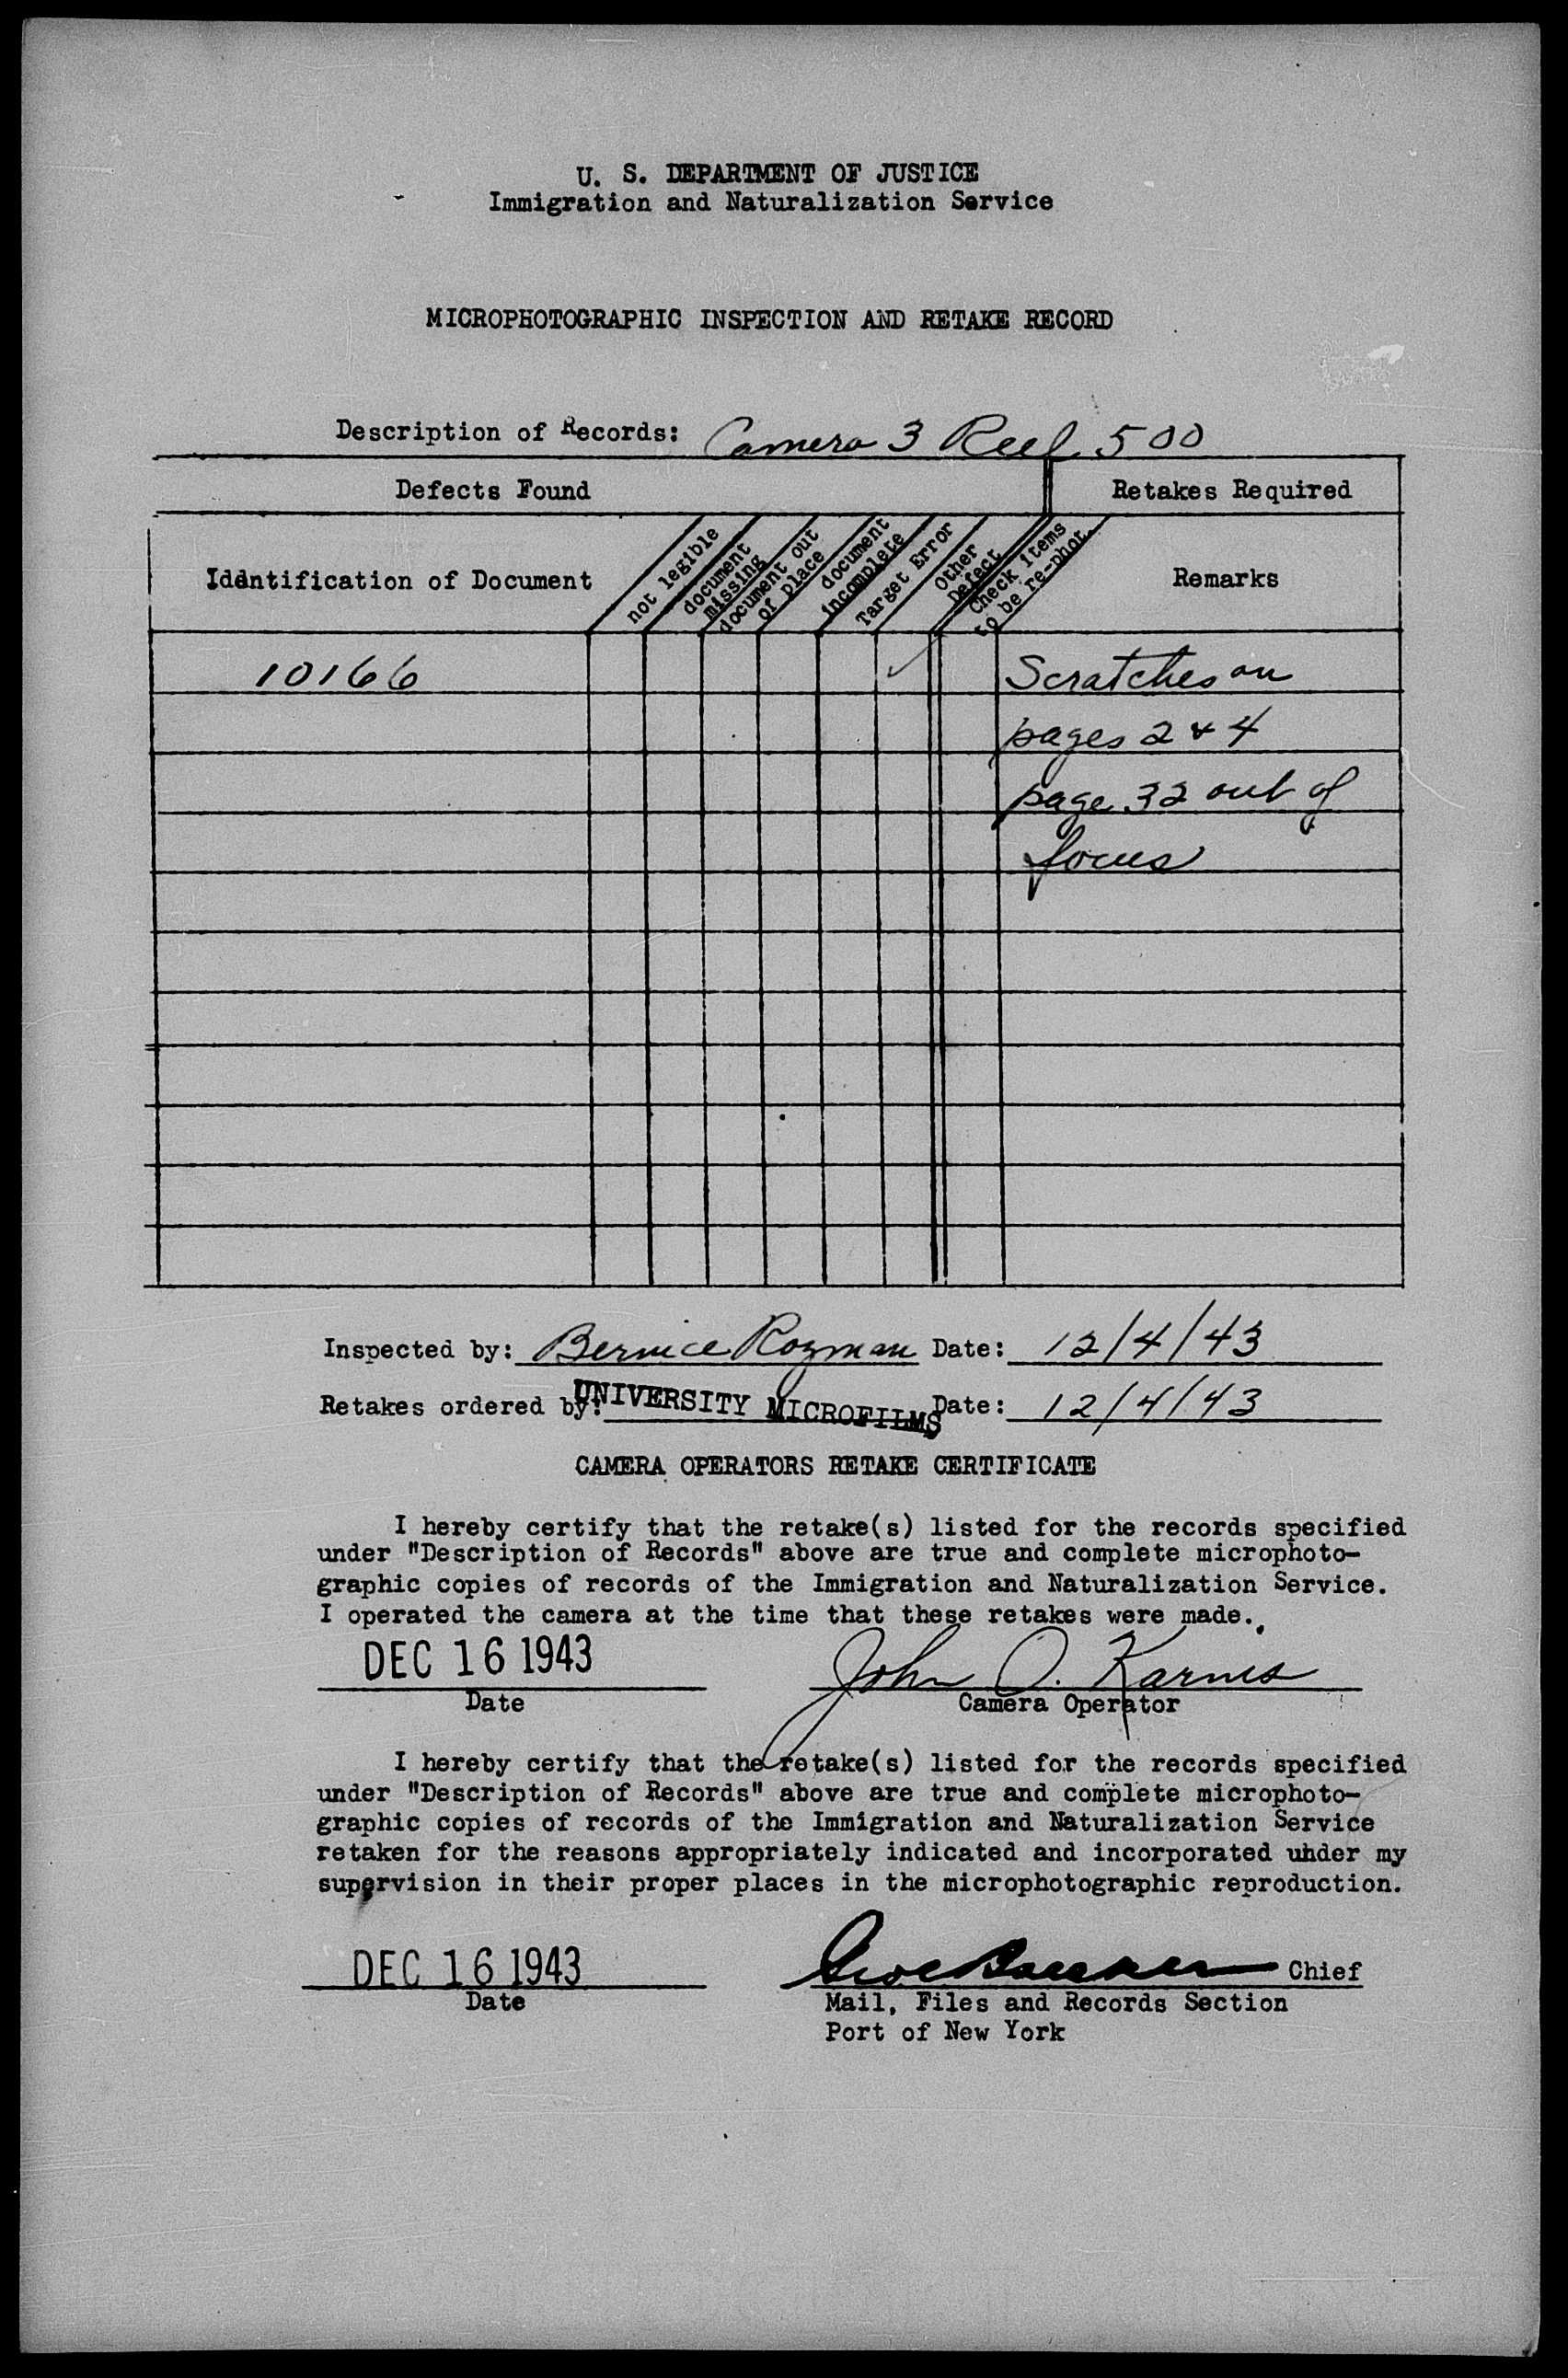 U. S. DEPARTMENT OF JUSTICE
Immigration and Naturalization Service
MICROPHOTOGRAPHIC INSPECTION AND RETAKE RECORD
Description of Records: Camera 3 Reel 500
Defects Found
Retakes Required
Identification of Document
not legible
document missing
document out of place
document incomplete
Target Error
Other Defect
Check items to be re-phot.
Remarks
10166 ✓ Scratches on
pages 2 & 4
page 32 out of
focus
Inspected by: Bernice Rozman Date: 12/4/43
Retakes ordered by: UNIVERSITY MICROFILMS Date: 12/4/43
CAMERA OPERATORS RETAKE CERTIFICATE
I hereby certify that the retake(s) listed for the records specified
under "Description of Records" above are true and complete microphoto-
graphic copies of records of the Immigration and Naturalization Service.
I operated the camera at the time that these retakes were made.
DEC 16 1943 John O. Karnes
Date Camera Operator
I hereby certify that the retake(s) listed for the records specified
under "Description of Records" above are true and complete microphoto-
graphic copies of records of the Immigration and Naturalization Service
retaken for the reasons appropriately indicated and incorporated under my
supervision in their proper places in the microphotographic reproduction.
DEC 16 1943 Chief
Date Mail, Files and Records Section
Port of New York